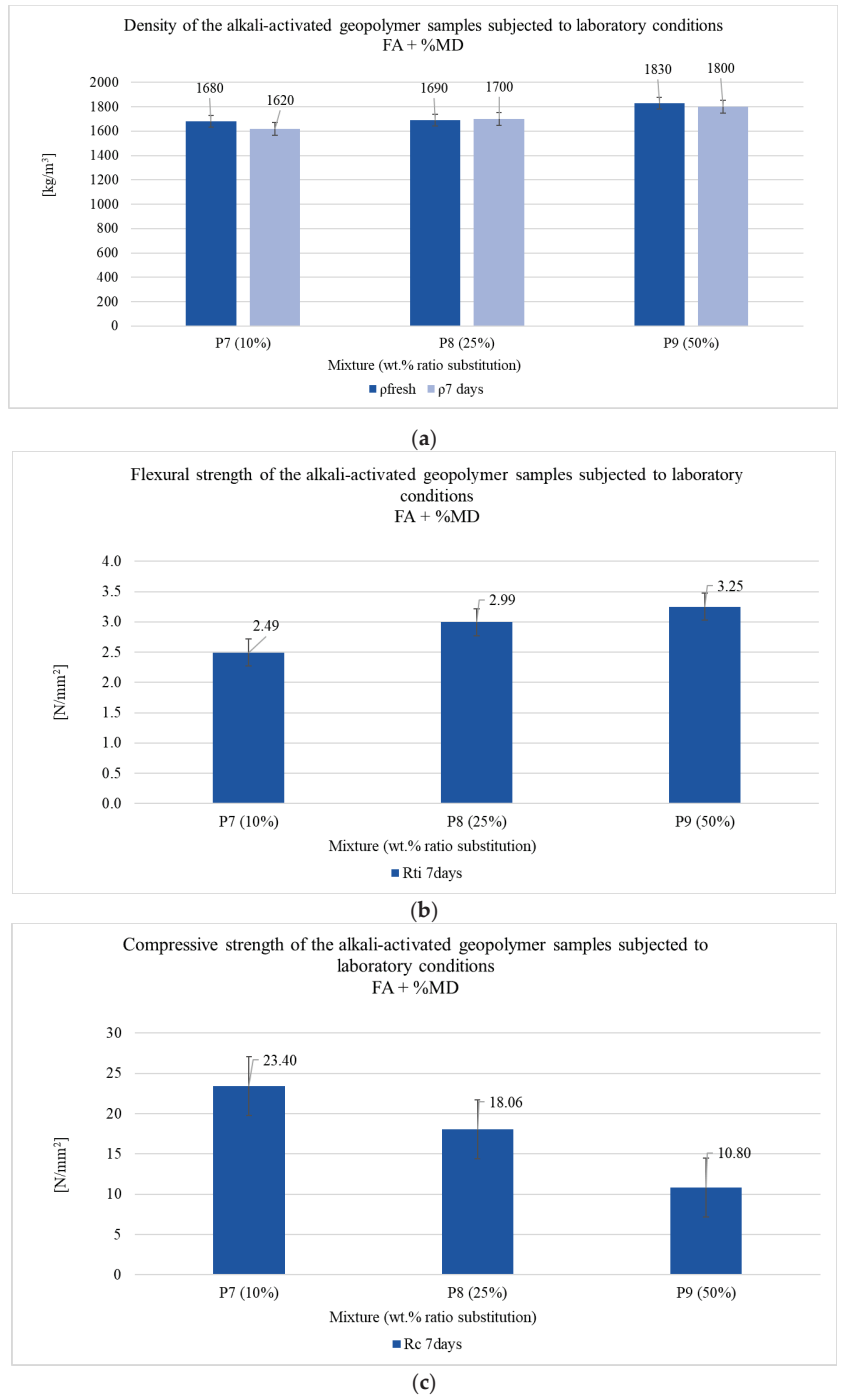 Density of the alkali-activated geopolymer samples subjected to laboratory conditions
FA + %MD
[kg/m³]
2000
1800
1600
1400
1200
1000
800
600
400
200
0
1680
1620
1690
1700
1830
1800
P7 (10%)
P8 (25%)
P9 (50%)
Mixture (wt.% ratio substitution)
ρfresh
ρ7 days
(a)
Flexural strength of the alkali-activated geopolymer samples subjected to laboratory
conditions
FA + %MD
[N/mm²]
4.0
3.5
3.0
2.5
2.0
1.5
1.0
0.5
0.0
2.49
2.99
3.25
P7 (10%)
P8 (25%)
P9 (50%)
Mixture (wt.% ratio substitution)
Rti 7days
(b)
Compressive strength of the alkali-activated geopolymer samples subjected to
laboratory conditions
FA + %MD
[N/mm²]
30
25
20
15
10
5
0
23.40
18.06
10.80
P7 (10%)
P8 (25%)
P9 (50%)
Mixture (wt.% ratio substitution)
Rc 7days
(c)